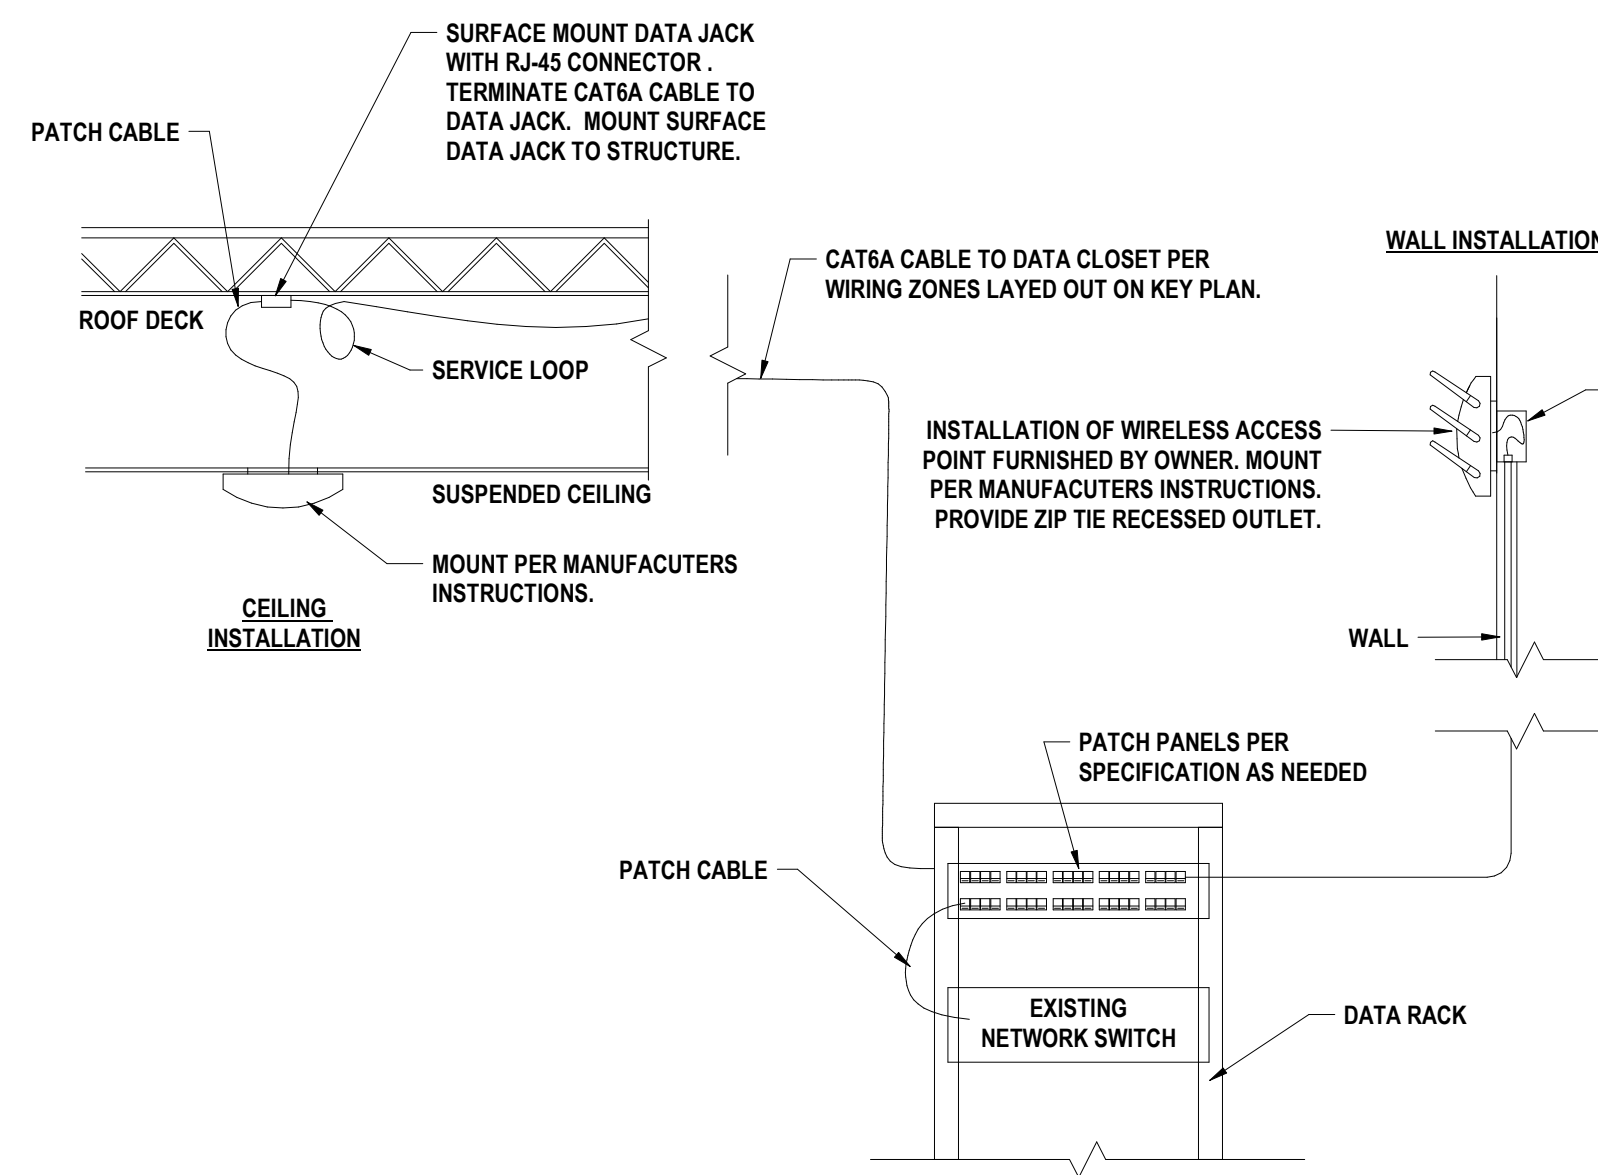 SURFACE MOUNT DATA JACK
WITH RJ-45 CONNECTOR .
TERMINATE CAT6A CABLE TO
DATA JACK.  MOUNT SURFACE
DATA JACK TO STRUCTURE.
PATCH CABLE
ROOF DECK
SERVICE LOOP
SUSPENDED CEILING
MOUNT PER MANUFACUTERS
INSTRUCTIONS.
CEILING
INSTALLATION
CAT6A CABLE TO DATA CLOSET PER
WIRING ZONES LAYED OUT ON KEY PLAN.
WALL INSTALLATION
INSTALLATION OF WIRELESS ACCESS
POINT FURNISHED BY OWNER. MOUNT
PER MANUFACUTERS INSTRUCTIONS.
PROVIDE ZIP TIE RECESSED OUTLET.
WALL
PATCH PANELS PER
SPECIFICATION AS NEEDED
PATCH CABLE
EXISTING
NETWORK SWITCH
DATA RACK